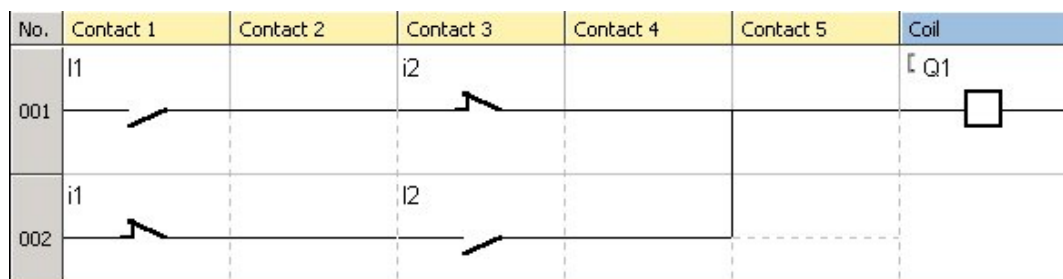 No. Contact 1 Contact 2 Contact 3 Contact 4 Contact 5 Coil
I1 i2 [ Q1
001
i1 I2
002